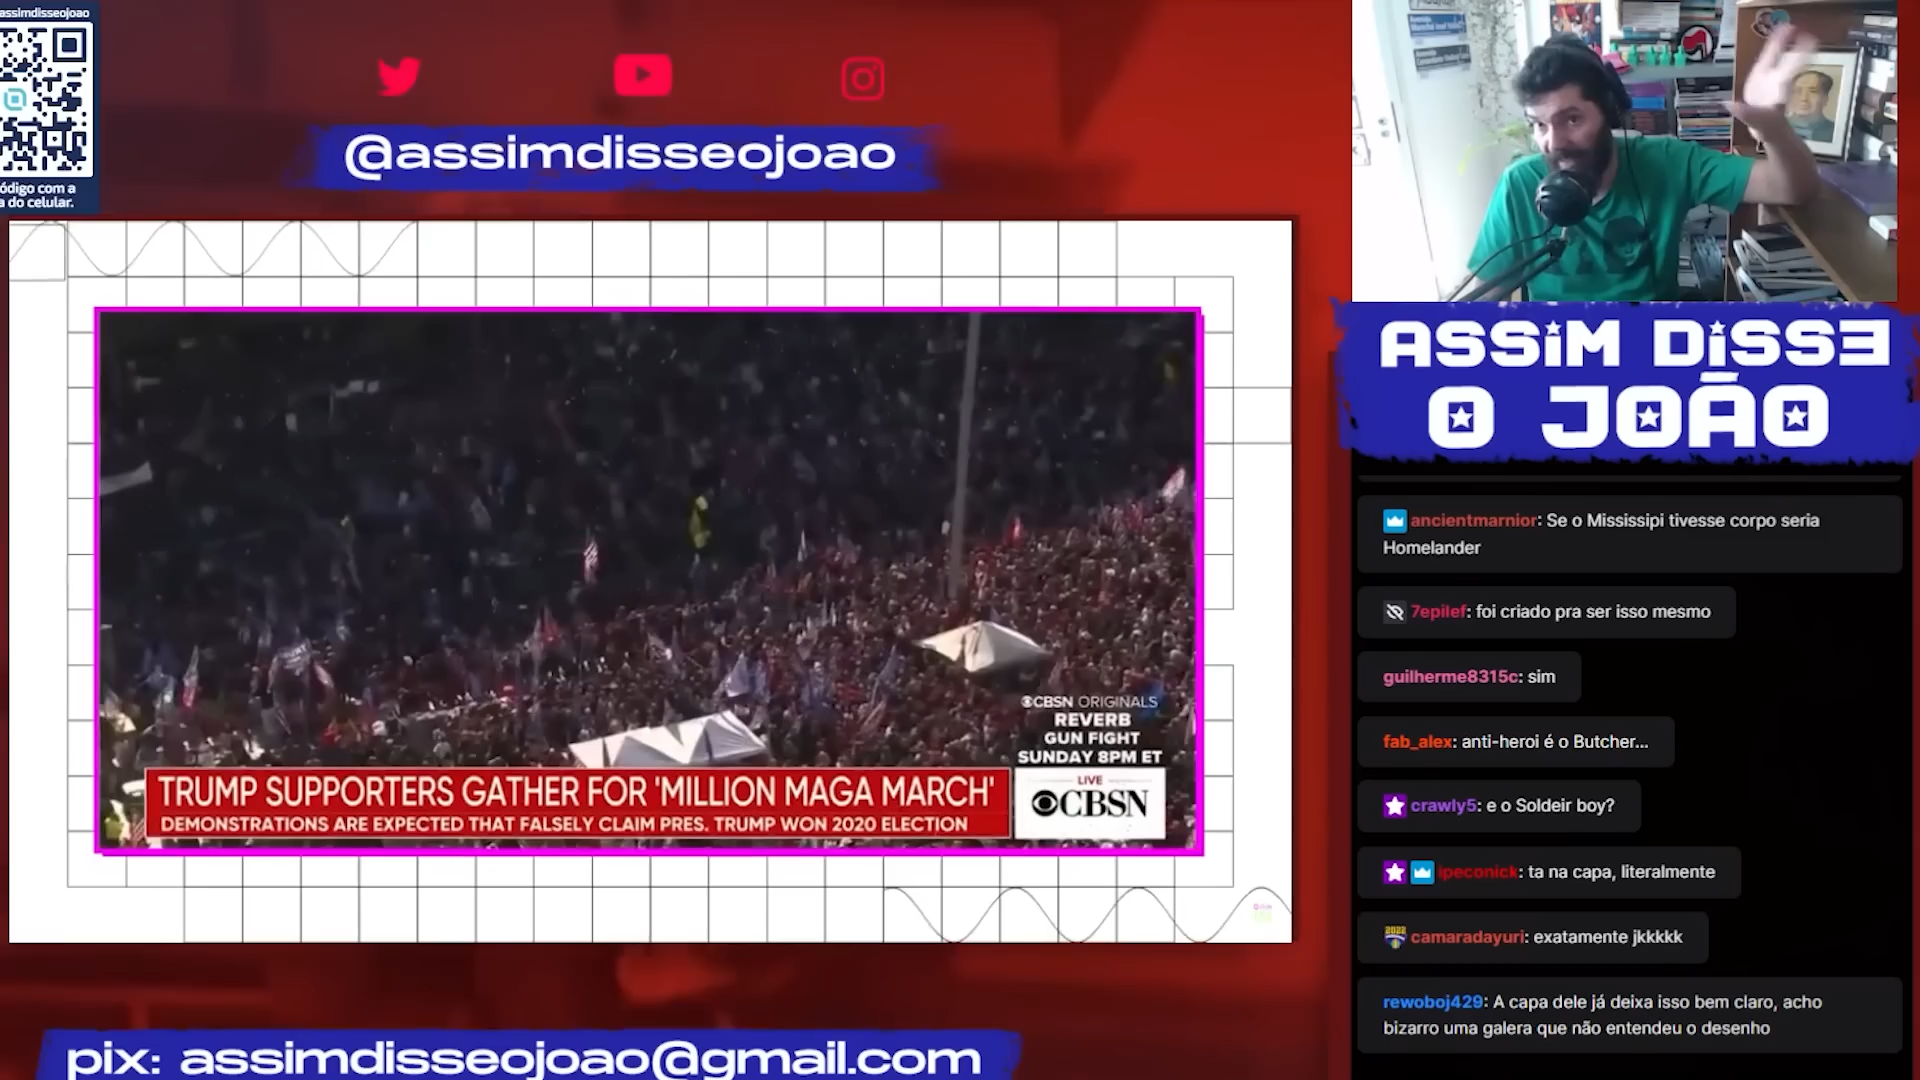 assimdisseojoao
ódigo com a
a do celular.
@assimdisseojoao
CBSN ORIGINALS
REVERB
GUN FIGHT
SUNDAY 8PM ET
TRUMP SUPPORTERS GATHER FOR 'MILLION MAGA MARCH'
DEMONSTRATIONS ARE EXPECTED THAT FALSELY CLAIM PRES. TRUMP WON 2020 ELECTION
LIVE
CBSN
pix: assimdisseojoao@gmail.com
ASSiM DiSSE
O JOÃO
ancientmarnior: Se o Mississipi tivesse corpo seria
Homelander
7epilef: foi criado pra ser isso mesmo
guilherme8315c: sim
fab_alex: anti-heroi é o Butcher...
crawly5: e o Soldeir boy?
ipeconick: ta na capa, literalmente
2022
camaradayuri: exatamente jkkkkk
rewoboj429: A capa dele já deixa isso bem claro, acho
bizarro uma galera que não entendeu o desenho